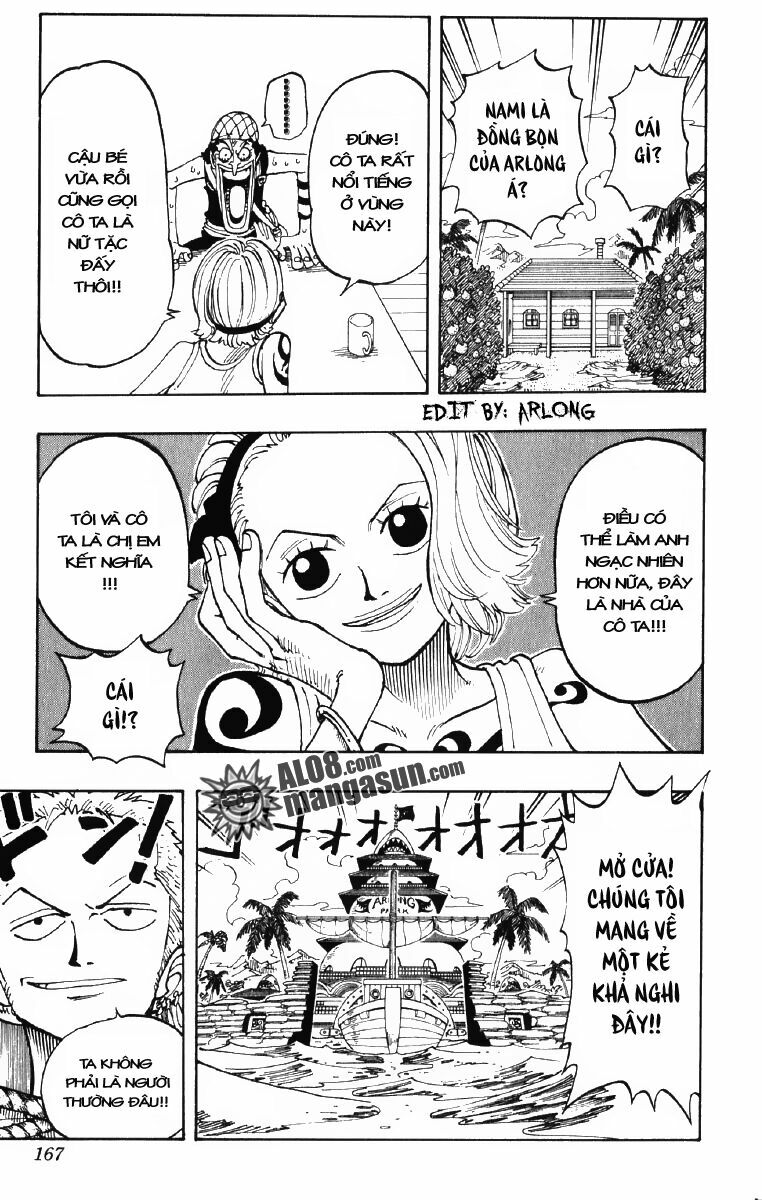 CÁI
GÌ?
NAMI LÀ
ĐỒNG BỌN
CỦA ARLONG
Á?
ĐÚNG!
CÔ TA RẤT
NỔI TIẾNG
Ở VÙNG
NÀY!
CẬU BÉ
VỪA RỒI
CŨNG GỌI
CÔ TA LÀ
NỮ TẶC
ĐẤY
THÔI!!
EDIT BY: ARLONG
ĐIỀU CÓ
THỂ LÀM ANH
NGẠC NHIÊN
HƠN NỮA, ĐÂY
LÀ NHÀ CỦA
CÔ TA!!!
TÔI VÀ CÔ
TA LÀ CHỊ EM
KẾT NGHĨA
!!!
CÁI
GÌ!?
AL08.com
mangasun.com
オオオオオオ
MỞ CỬA!
CHÚNG TÔI
MANG VỀ
MỘT KẺ
KHẢ NGHI
ĐÂY!!
ARLONG
PARK
ドン!
TA KHÔNG
PHẢI LÀ NGƯỜI
THƯỜNG ĐÂU!!
167